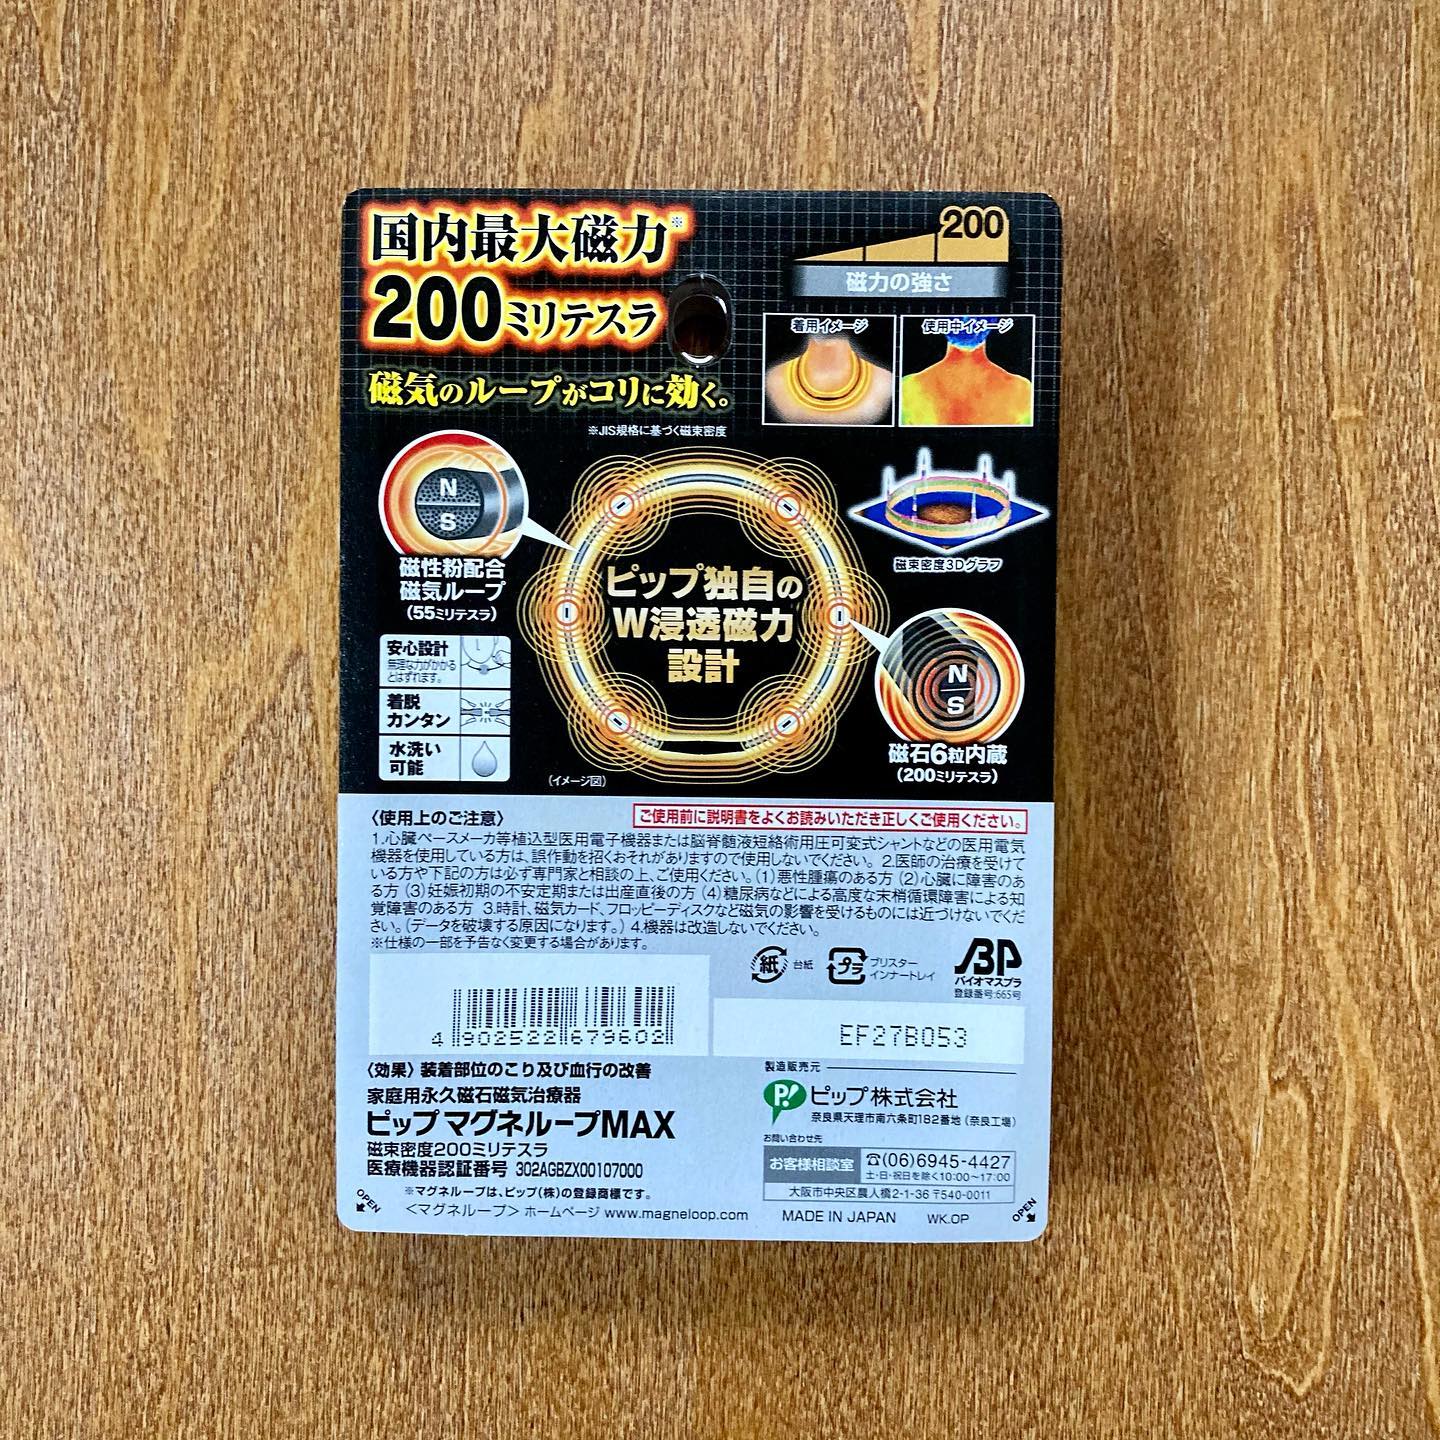 国内最大磁力※
200ミリテスラ
磁気のループがコリに効く。
※JIS規格に基づく磁束密度
200
磁力の強さ
着用イメージ
使用中イメージ
N
S
磁性粉配合
磁気ループ
(55ミリテスラ)
ピップ独自の
W浸透磁力
設計
磁束密度3Dグラフ
N
S
磁石6粒内蔵
(200ミリテスラ)
安心設計
無理な力がかかる
とはずれます。
着脱
カンタン
水洗い
可能
(イメージ図)
〈使用上のご注意〉
ご使用前に説明書をよくお読みいただき正しくご使用ください。
1.心臓ペースメーカ等植込型医用電子機器または脳脊髄液短絡術用圧可変式シャントなどの医用電気
機器を使用している方は、誤作動を招くおそれがありますので使用しないでください。 2.医師の治療を受けて
いる方や下記の方は必ず専門家と相談の上、ご使用ください。(1)悪性腫瘍のある方 (2)心臓に障害のあ
る方 (3)妊娠初期の不安定期または出産直後の方 (4)糖尿病などによる高度な末梢循環障害による知
覚障害のある方 3.時計、磁気カード、フロッピーディスクなど磁気の影響を受けるものには近づけないでくだ
さい。(データを破壊する原因になります。) 4.機器は改造しないでください。
※仕様の一部を予告なく変更する場合があります。
紙 台紙
プラ ブリスター
インナートレイ
BP
バイオマスプラ
登録番号:665号
4 902522 679602
EF27B053
〈効果〉 装着部位のこり及び血行の改善
家庭用永久磁石磁気治療器
ピップ マグネループMAX
磁束密度200ミリテスラ
医療機器認証番号 302AGBZX00107000
※マグネループは、ピップ(株)の登録商標です。
<マグネループ> ホームページ www.magneloop.com
製造販売元
P! ピップ株式会社
奈良県天理市南六条町182番地 (奈良工場)
お問い合わせ先
お客様相談室
☎(06)6945-4427
土・日・祝日を除く10:00〜17:00
大阪市中央区農人橋2-1-36 〒540-0011
MADE IN JAPAN WK.OP
OPEN
OPEN